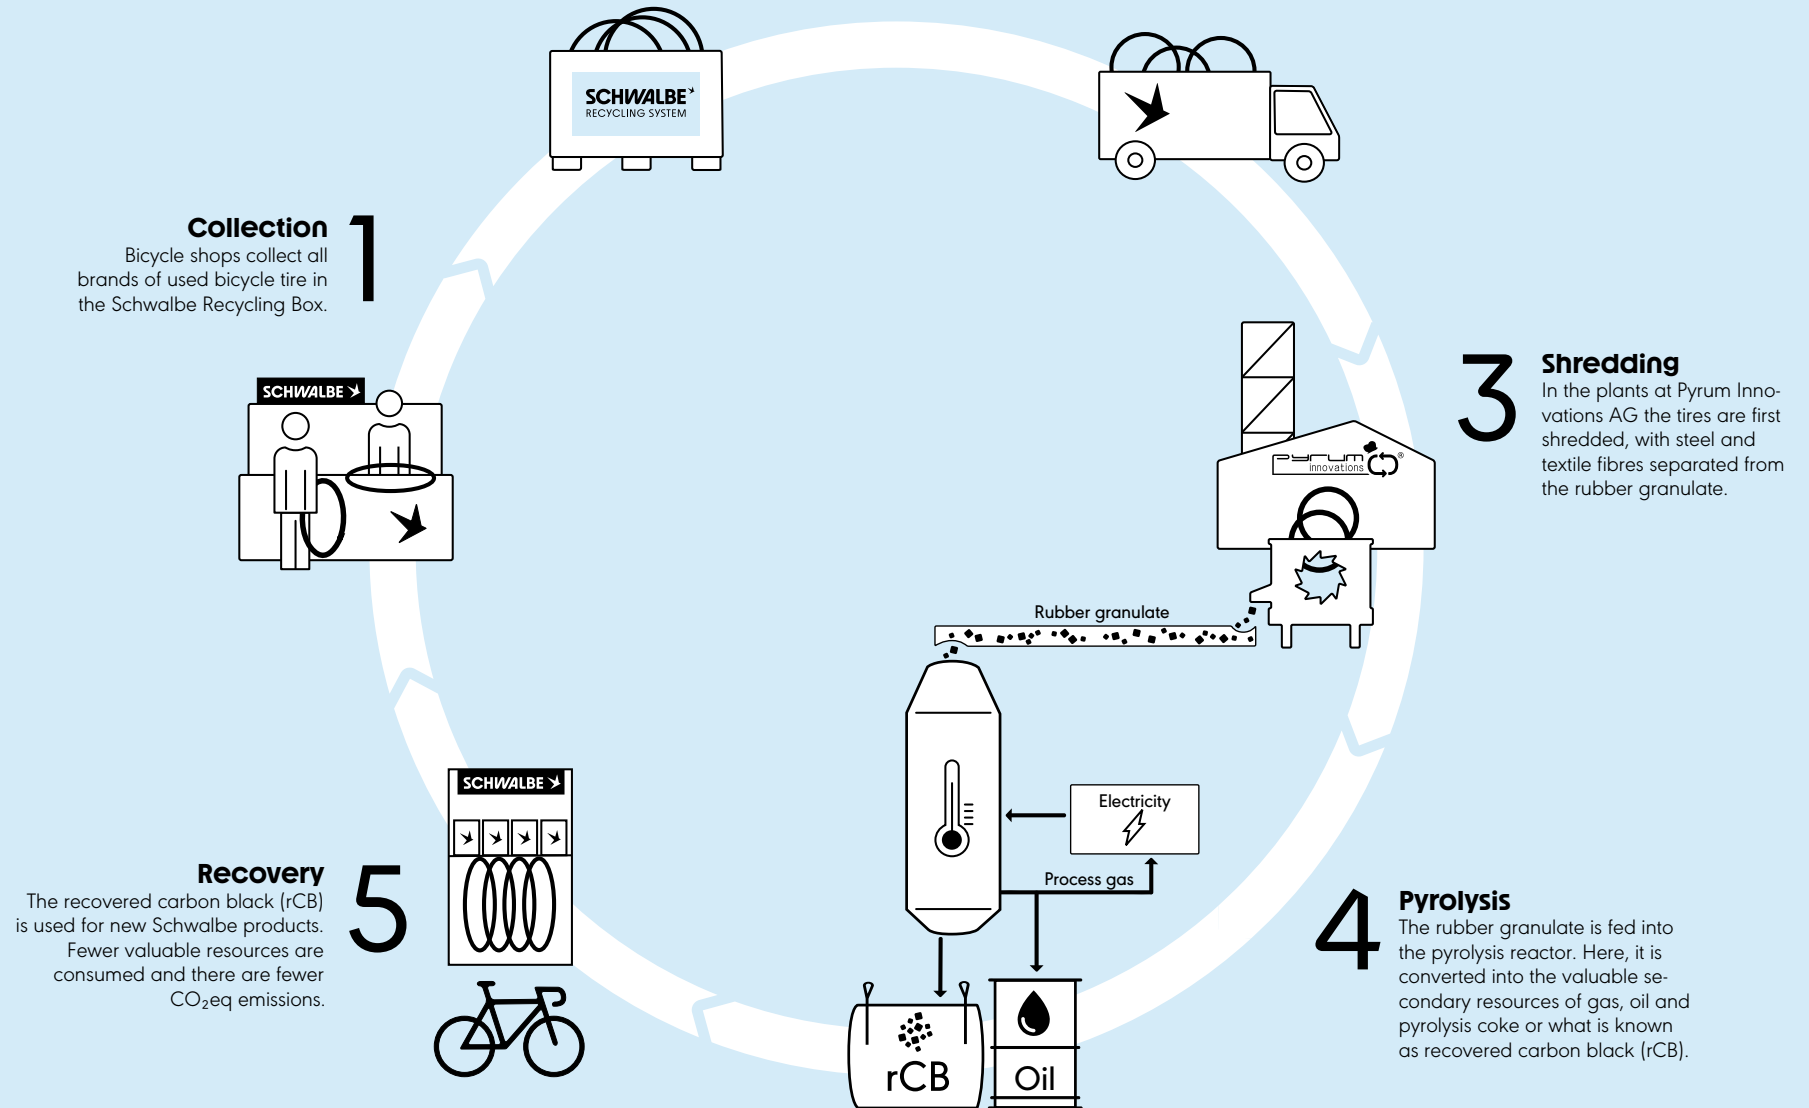 SCHWALBE
RECYCLING SYSTEM
1
Collection
Bicycle shops collect all
brands of used bicycle tire in
the Schwalbe Recycling Box.
SCHWALBE
3
Shredding
In the plants at Pyrum Inno-
vations AG the tires are first
shredded, with steel and
textile fibres separated from
the rubber granulate.
pyrum
innovations
®
Rubber granulate
Electricity
Process gas
rCB
Oil
4
Pyrolysis
The rubber granulate is fed into
the pyrolysis reactor. Here, it is
converted into the valuable se-
condary resources of gas, oil and
pyrolysis coke or what is known
as recovered carbon black (rCB).
SCHWALBE
5
Recovery
The recovered carbon black (rCB)
is used for new Schwalbe products.
Fewer valuable resources are
consumed and there are fewer
CO₂eq emissions.